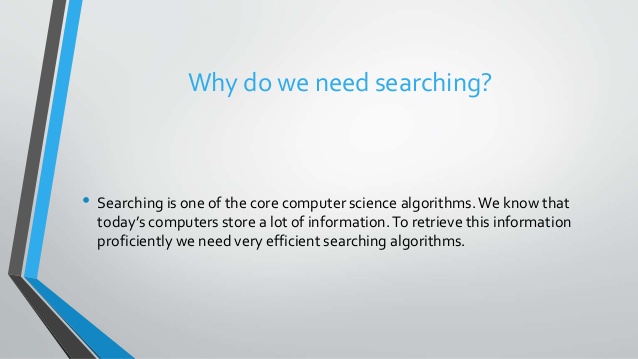 Why do we need searching?
• Searching is one of the core computer science algorithms. We know that
today's computers store a lot of information. To retrieve this information
proficiently we need very efficient searching algorithms.